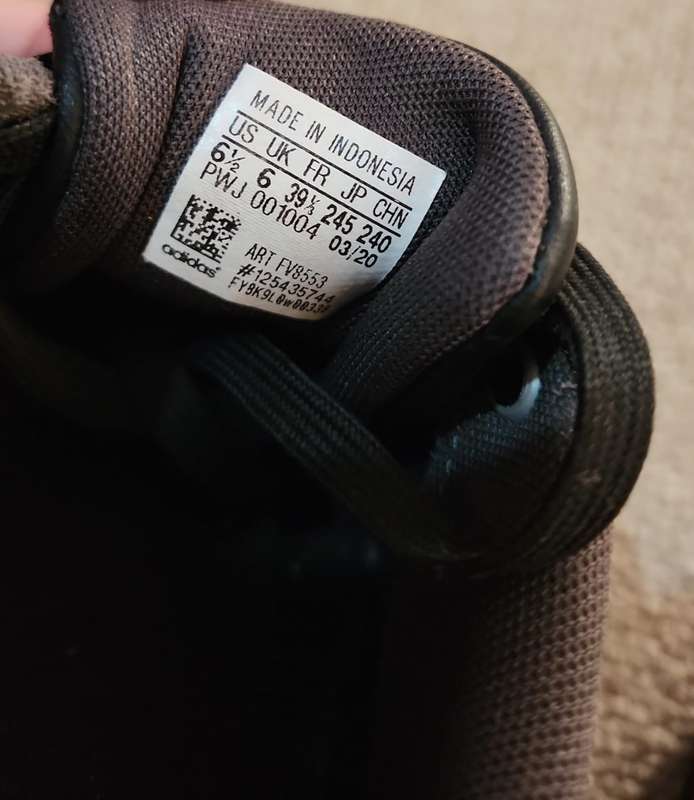 MADE IN INDONESIA
US UK FR JP CHN
6½ 6 39⅓ 245 240
PWJ 001004 03/20
ART FV8553
#125435744
adidas